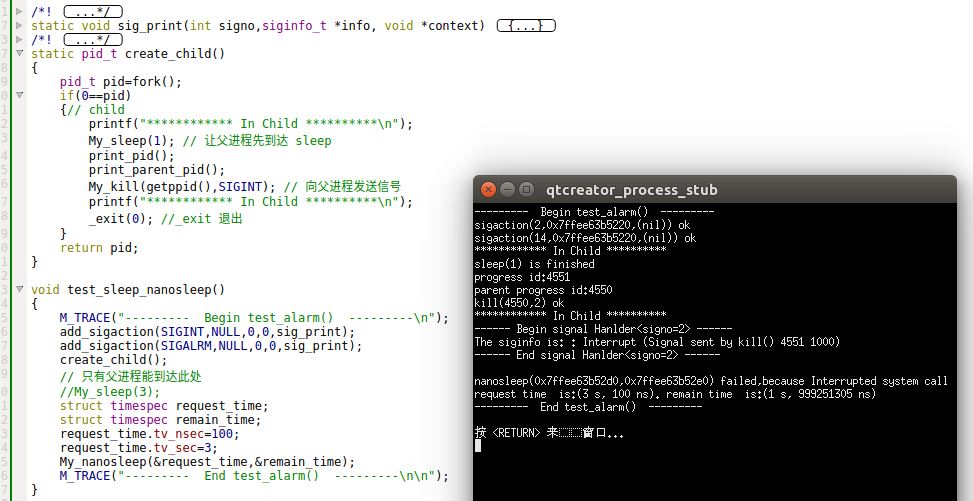 /*! ...*/
static void sig_print(int signo,siginfo_t *info, void *context) {...}
/*! ...*/
static pid_t create_child()
{
pid_t pid=fork();
if(0==pid)
{// child
printf("************ In Child **********\n");
My_sleep(1); // 让父进程先到达 sleep
print_pid();
print_parent_pid();
My_kill(getppid(),SIGINT); // 向父进程发送信号
printf("************ In Child **********\n");
_exit(0); //_exit 退出
}
return pid;
}
void test_sleep_nanosleep()
{
M_TRACE("---------  Begin test_alarm()  ---------\n");
add_sigaction(SIGINT,NULL,0,0,sig_print);
add_sigaction(SIGALRM,NULL,0,0,sig_print);
create_child();
// 只有父进程能到达此处
//My_sleep(3);
struct timespec request_time;
struct timespec remain_time;
request_time.tv_nsec=100;
request_time.tv_sec=3;
My_nanosleep(&request_time,&remain_time);
M_TRACE("---------  End test_alarm()  ---------\n\n");
}
qtcreator_process_stub
---------  Begin test_alarm()  ---------
sigaction(2,0x7ffee63b5220,(nil)) ok
sigaction(14,0x7ffee63b5220,(nil)) ok
************ In Child **********
sleep(1) is finished
progress id:4551
parent progress id:4550
kill(4550,2) ok
************ In Child **********
------ Begin signal Hanlder<signo=2> ------
The siginfo is: : Interrupt (Signal sent by kill() 4551 1000)
------ End signal Hanlder<signo=2> ------
nanosleep(0x7ffee63b52d0,0x7ffee63b52e0) failed,because Interrupted system call
request time  is:(3 s, 100 ns), remain time  is:(1 s, 999251305 ns)
---------  End test_alarm()  ---------
按 <RETURN> 来窗口...